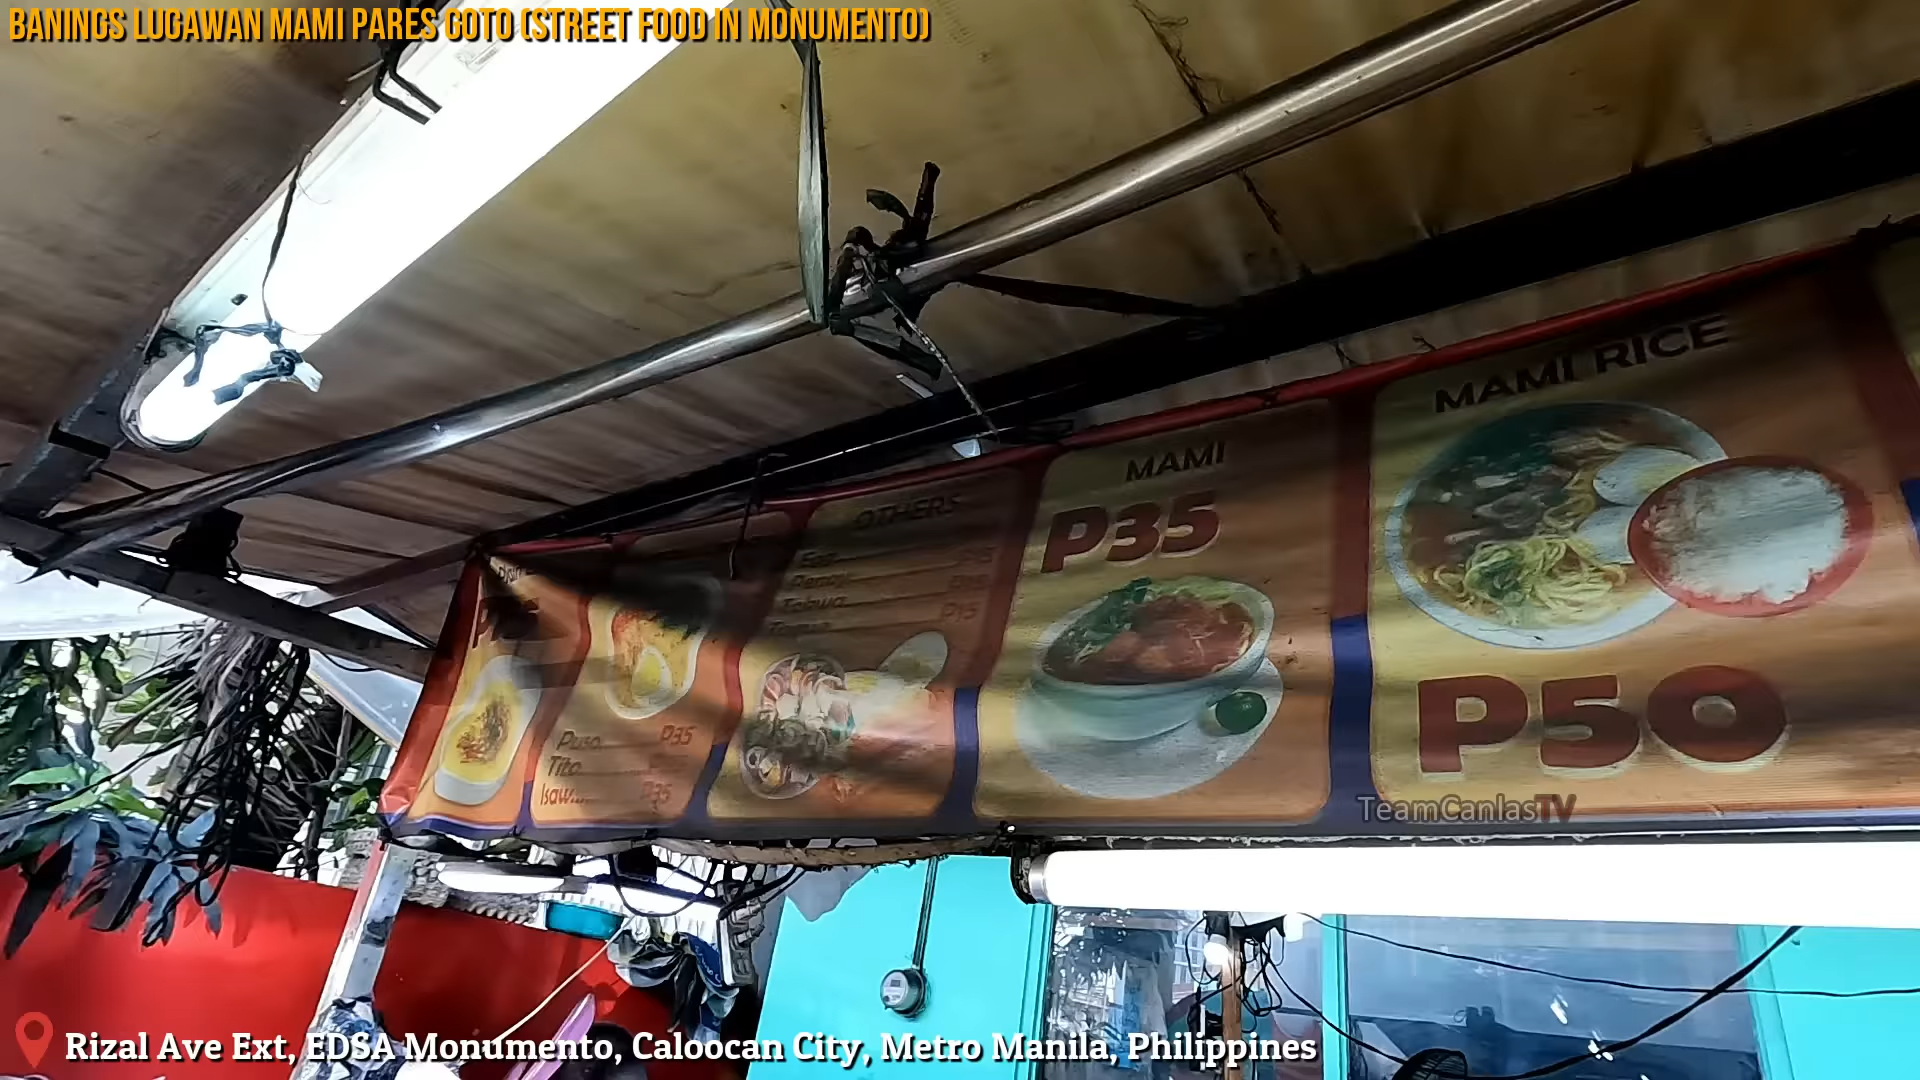 BANINGS LUGAWAN MAMI PARES GOTO (STREET FOOD IN MONUMENTO)
MAMI RICE
P50
MAMI
P35
OTHERS
Tokwa
P15
Puso P35
Tito
Isaw.... P35
TeamCanlasTV
Rizal Ave Ext, EDSA Monumento, Caloocan City, Metro Manila, Philippines